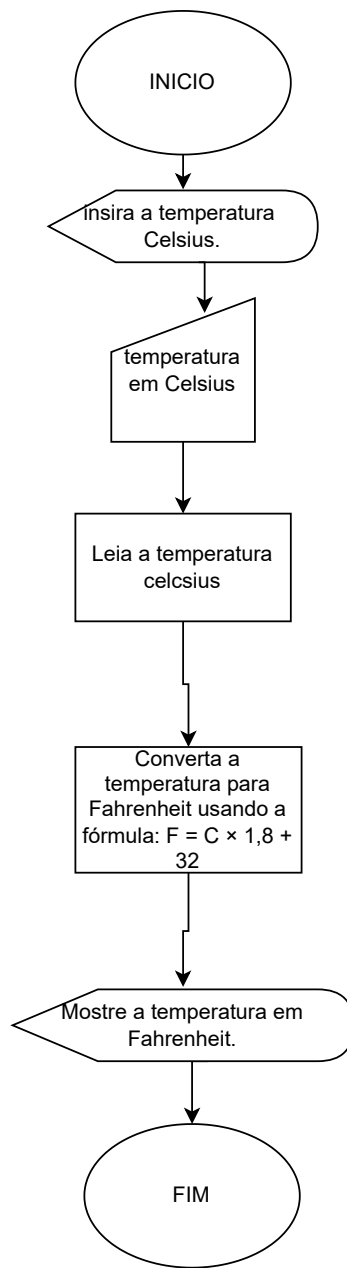 INICIO
insira a temperatura
Celsius.
temperatura
em Celsius
Leia a temperatura
celcsius
Converta a
temperatura para
Fahrenheit usando a
fórmula: F = C × 1,8 +
32
Mostre a temperatura em
Fahrenheit.
FIM